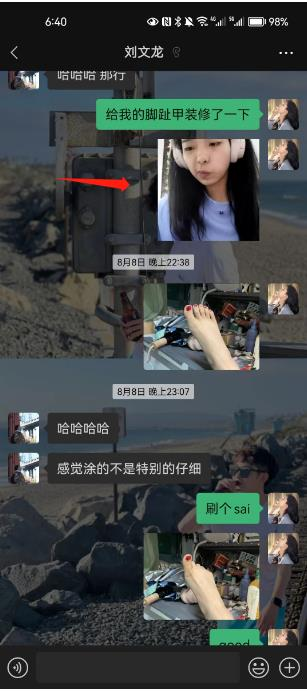 6:40
98%
刘文龙
哈哈哈 那行
给我的脚趾甲装修了一下
8月8日 晚上22:38
8月8日 晚上23:07
哈哈哈哈
感觉涂的不是特别的仔细
刷个sai
good